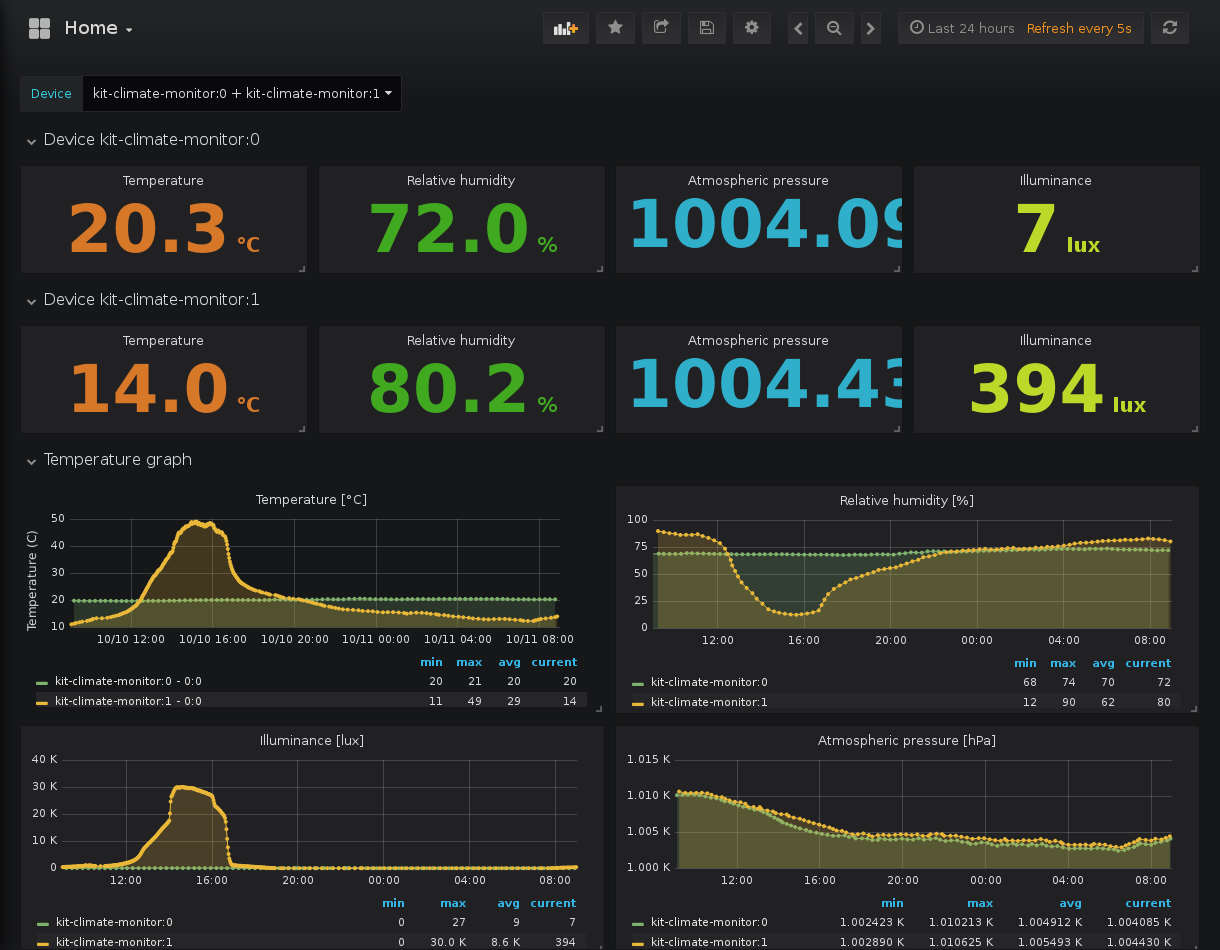 Home
Last 24 hours Refresh every 5s
Device kit-climate-monitor:0 + kit-climate-monitor:1
Device kit-climate-monitor:0
Temperature Relative humidity Atmospheric pressure Illuminance
20.3 °C 72.0 % 1004.09 7 lux
Device kit-climate-monitor:1
Temperature Relative humidity Atmospheric pressure Illuminance
14.0 °C 80.2 % 1004.43 394 lux
Temperature graph
Temperature [°C]
Temperature (C)
50
40
30
20
10
10/10 12:00 10/10 16:00 10/10 20:00 10/11 00:00 10/11 04:00 10/11 08:00
min max avg current
kit-climate-monitor:0 - 0:0 20 21 20 20
kit-climate-monitor:1 - 0:0 11 49 29 14
Relative humidity [%]
100
75
50
25
0
12:00 16:00 20:00 00:00 04:00 08:00
min max avg current
kit-climate-monitor:0 68 74 70 72
kit-climate-monitor:1 12 90 62 80
Illuminance [lux]
40 K
30 K
20 K
10 K
0
12:00 16:00 20:00 00:00 04:00 08:00
min max avg current
kit-climate-monitor:0 0 27 9 7
kit-climate-monitor:1 0 30.0 K 8.6 K 394
Atmospheric pressure [hPa]
1.015 K
1.010 K
1.005 K
1.000 K
12:00 16:00 20:00 00:00 04:00 08:00
min max avg current
kit-climate-monitor:0 1.002423 K 1.010213 K 1.004912 K 1.004085 K
kit-climate-monitor:1 1.002890 K 1.010625 K 1.005493 K 1.004430 K